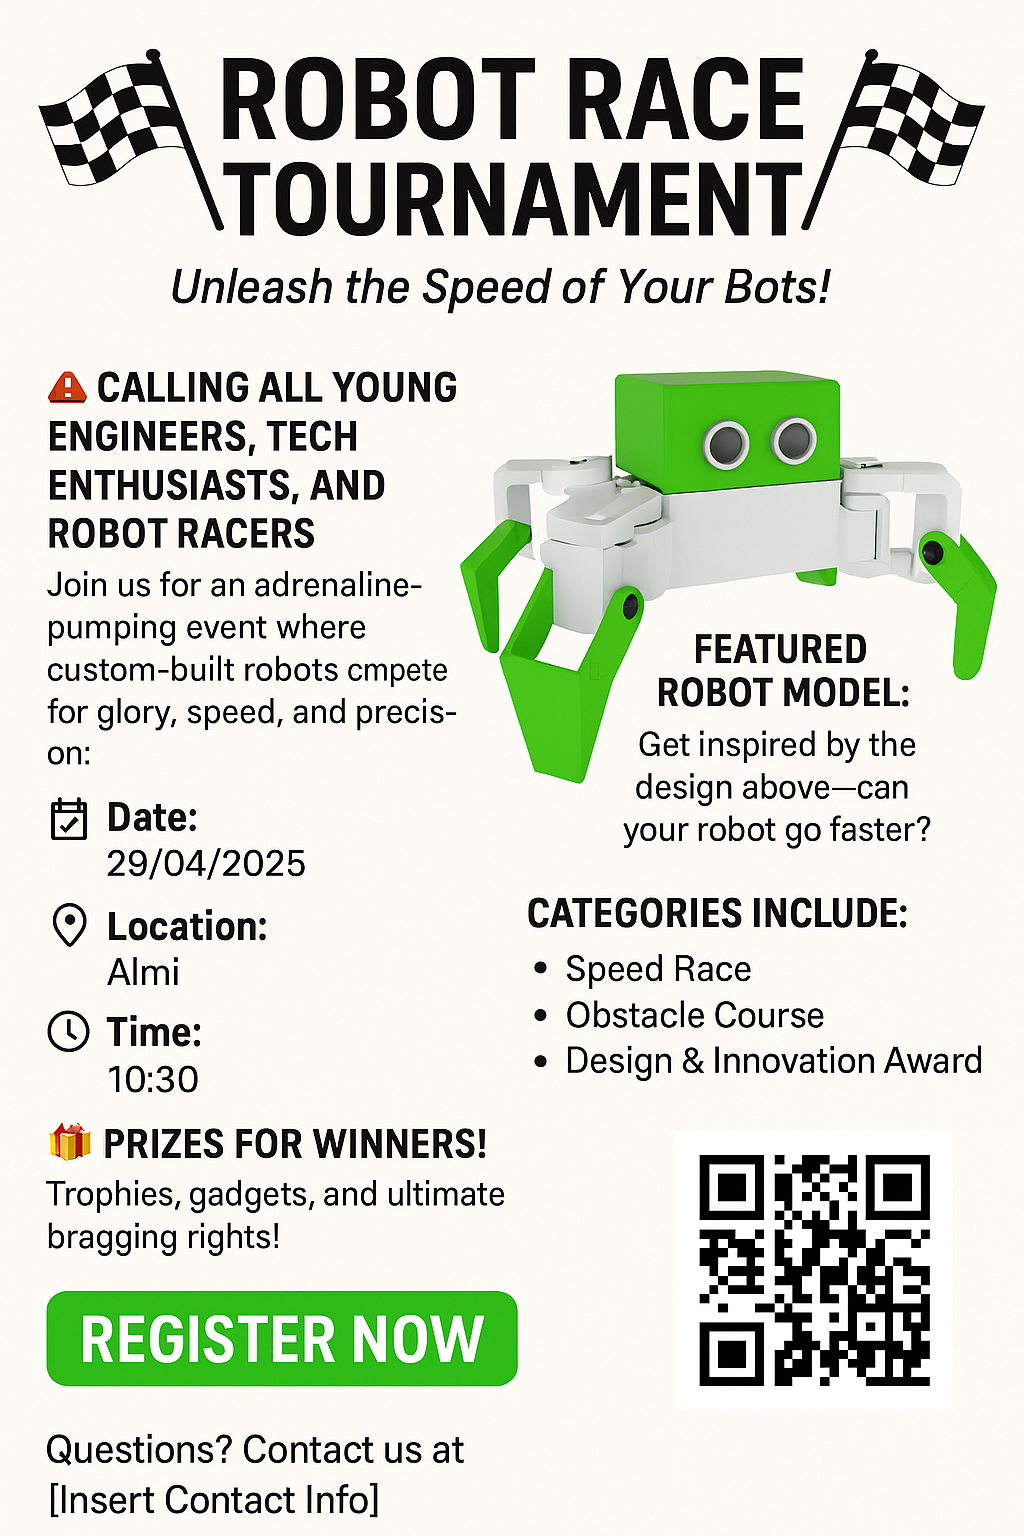 ROBOT RACE
TOURNAMENT
Unleash the Speed of Your Bots!
CALLING ALL YOUNG
ENGINEERS, TECH
ENTHUSIASTS, AND
ROBOT RACERS
Join us for an adrenaline-
pumping event where
custom-built robots cmpete
for glory, speed, and precis-
on:
Date:
29/04/2025
Location:
Almi
Time:
10:30
PRIZES FOR WINNERS!
Trophies, gadgets, and ultimate
bragging rights!
REGISTER NOW
Questions? Contact us at
[Insert Contact Info]
FEATURED
ROBOT MODEL:
Get inspired by the
design above—can
your robot go faster?
CATEGORIES INCLUDE:
• Speed Race
• Obstacle Course
• Design & Innovation Award